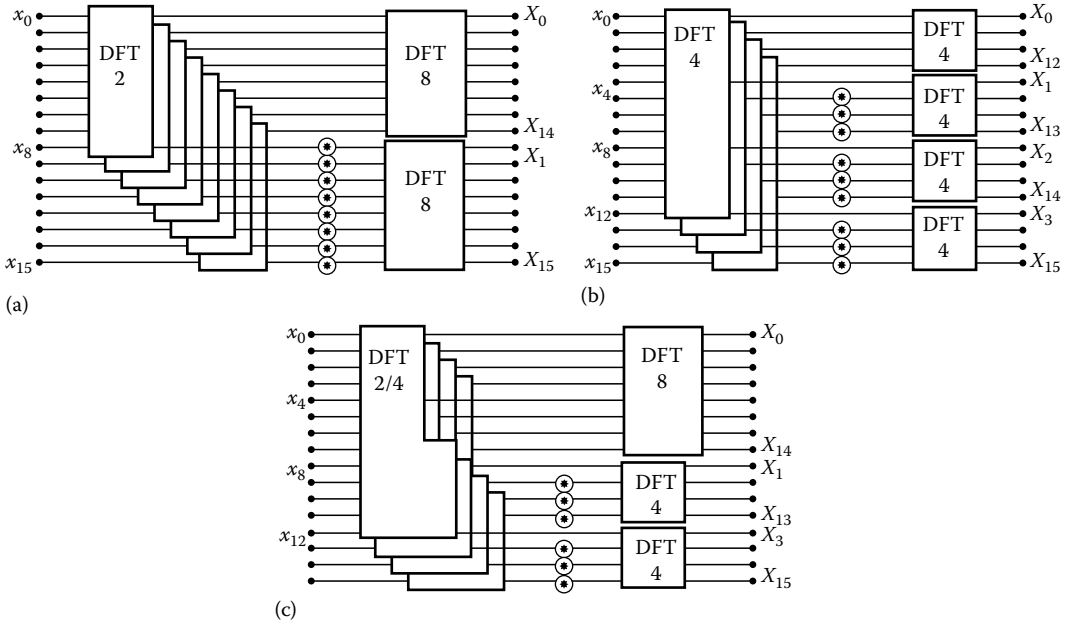 x0 DFT 2 DFT 8 X0
X14
x8 DFT 8 X1
x15 X15
(a)
x0 DFT 4 DFT 4 X0
X12
x4 DFT 4 X1
X13
x8 DFT 4 X2
X14
x12 DFT 4 X3
x15 X15
(b)
x0 DFT 2/4 DFT 8 X0
x4
X14
x8 DFT 4 X1
X13
x12 DFT 4 X3
X15
(c)